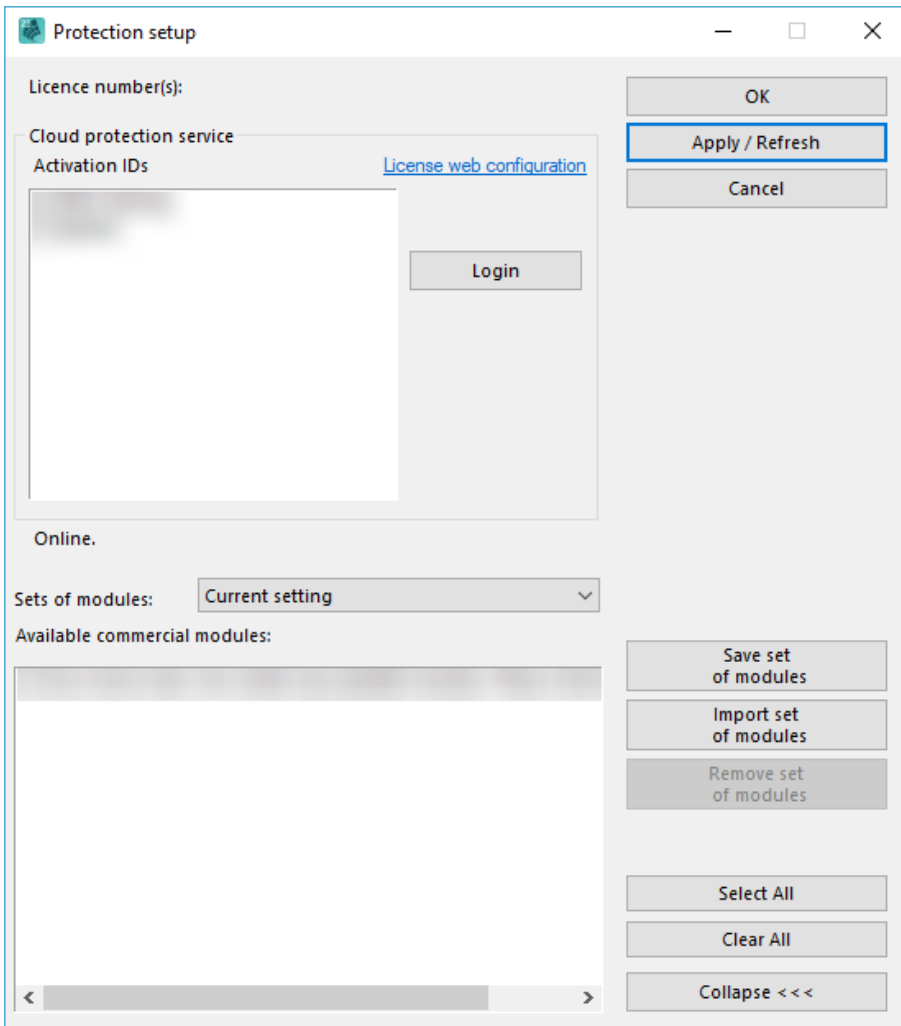 Protection setup
Licence number(s):
OK
Cloud protection service
Apply / Refresh
Activation IDs
License web configuration
Cancel
Login
Online.
Sets of modules:
Current setting
Available commercial modules:
Save set
of modules
Import set
of modules
Remove set
of modules
Select All
Clear All
Collapse <<<